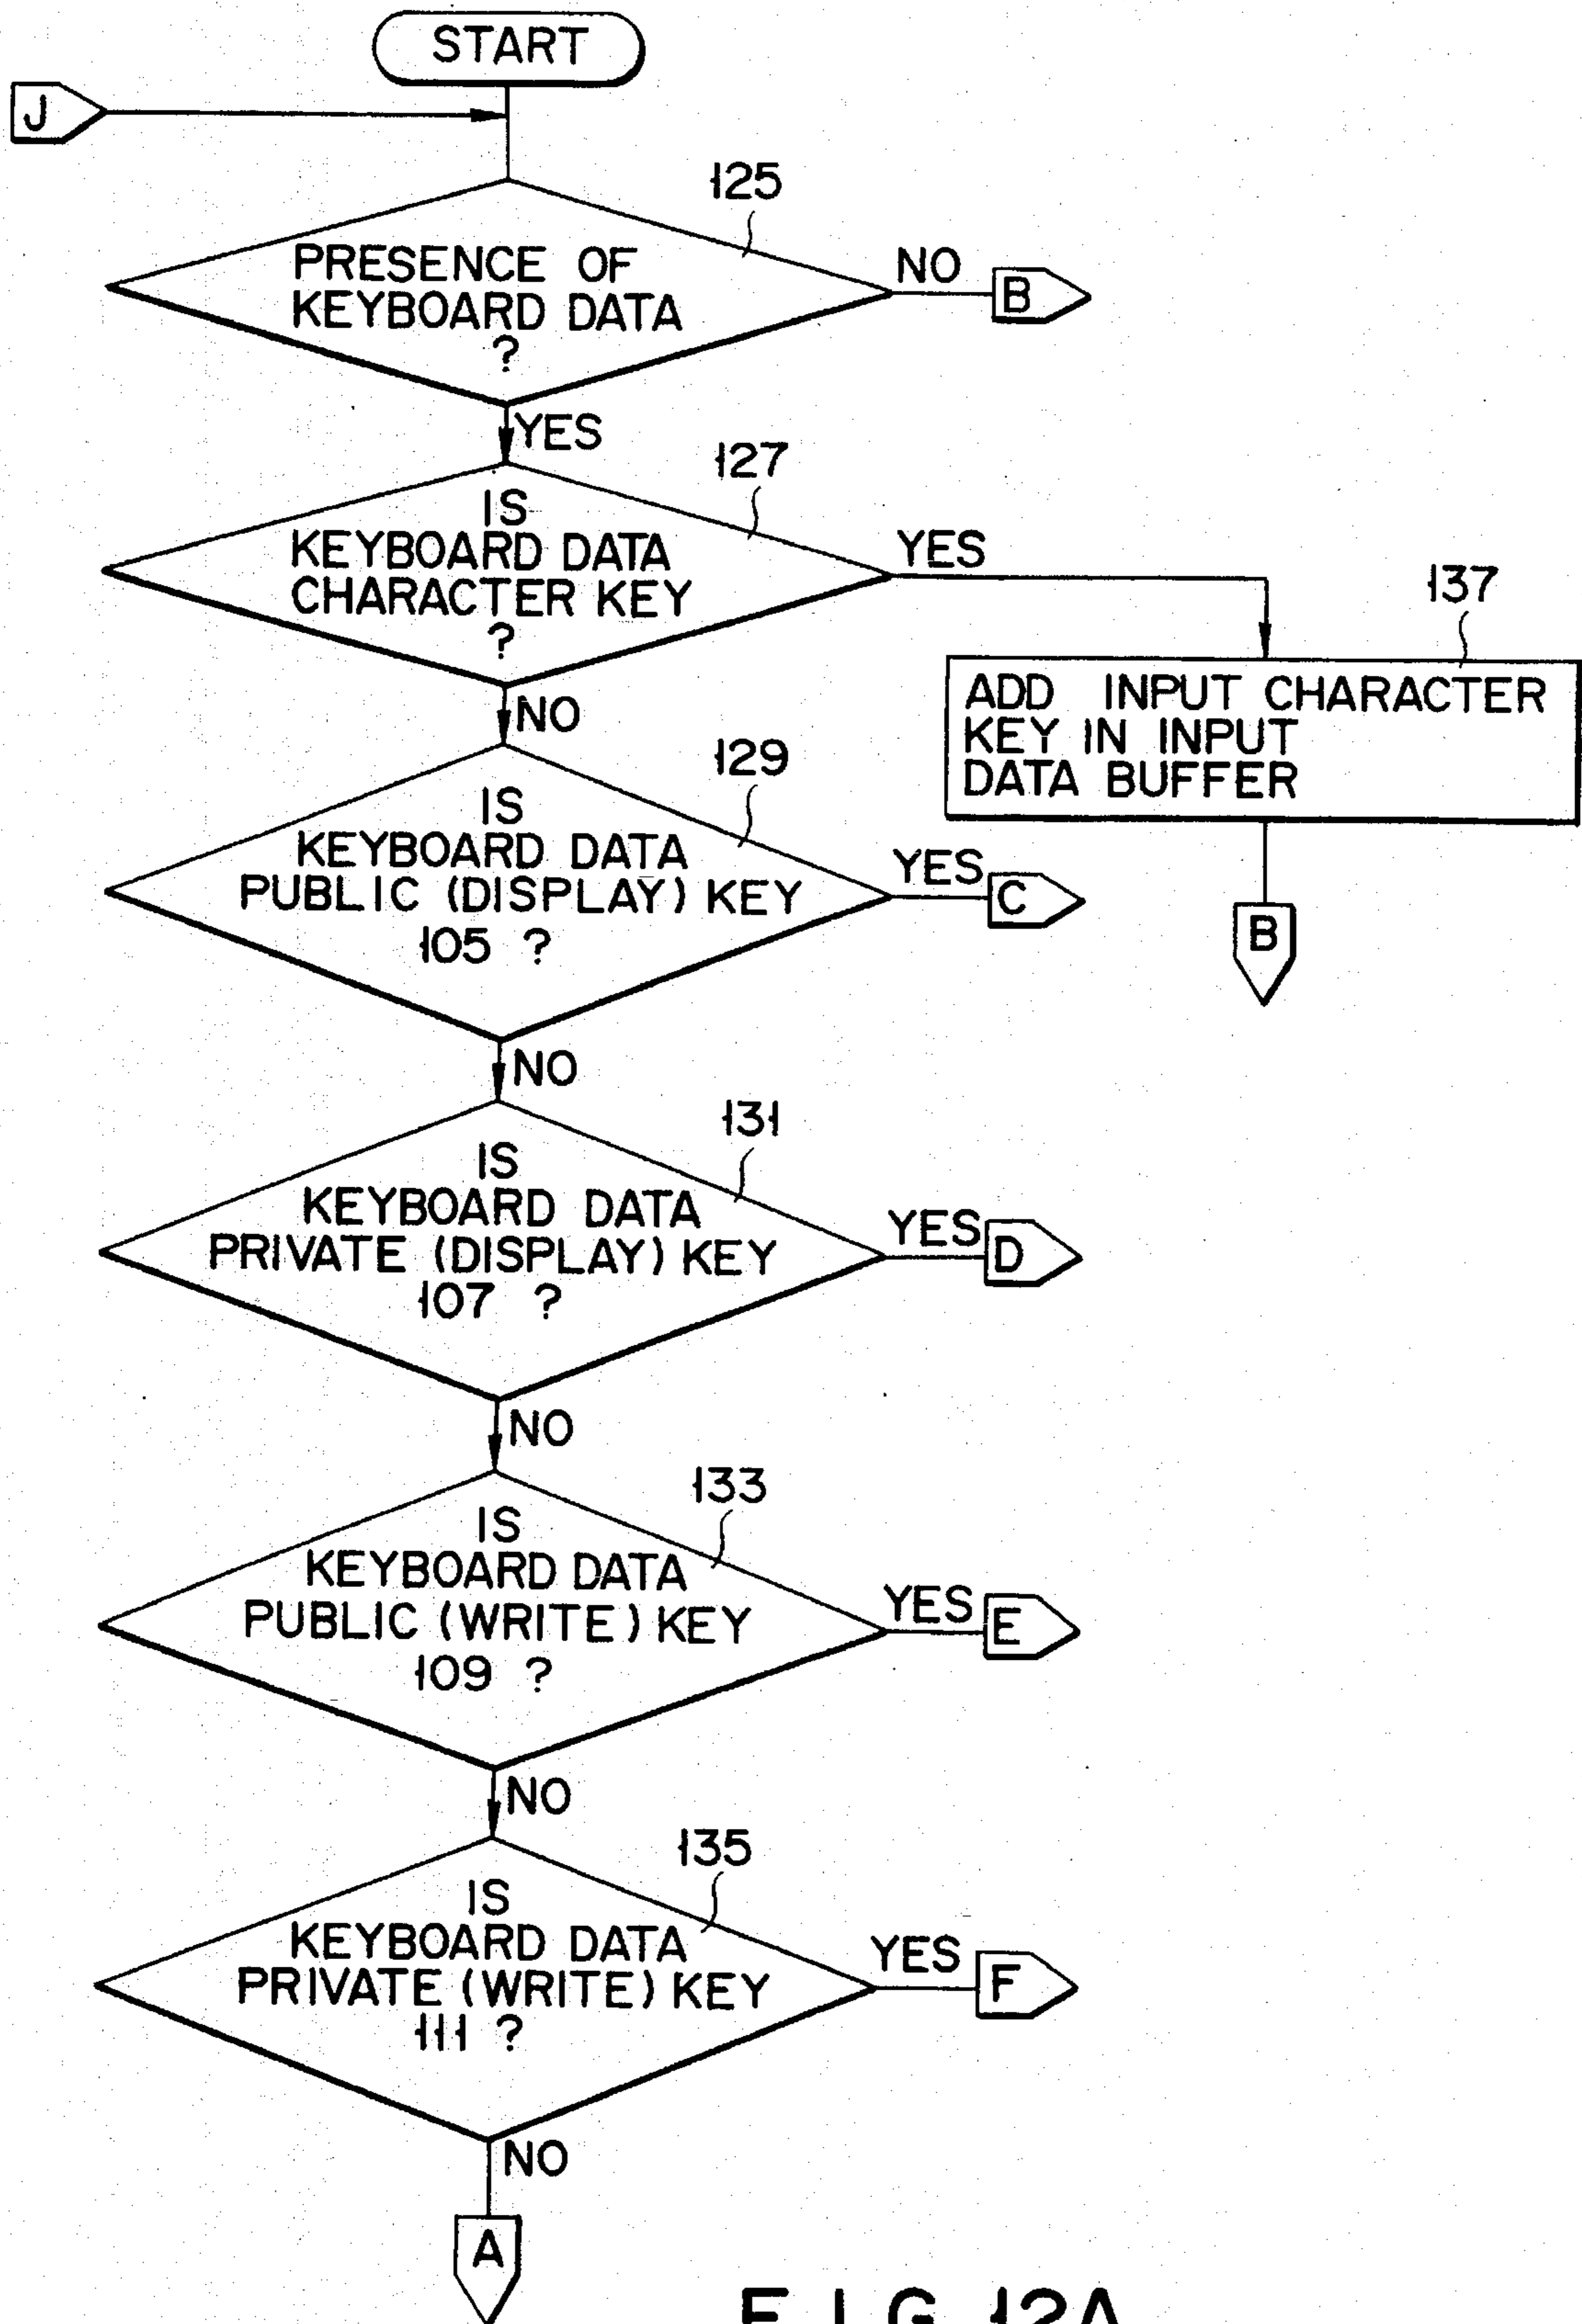 START
J
125
PRESENCE OF
KEYBOARD DATA
?
NO
B
YES
127
IS
KEYBOARD DATA
CHARACTER KEY
?
YES
137
ADD INPUT CHARACTER
KEY IN INPUT
DATA BUFFER
B
NO
129
IS
KEYBOARD DATA
PUBLIC (DISPLAY) KEY
105 ?
YES
C
NO
131
IS
KEYBOARD DATA
PRIVATE (DISPLAY) KEY
107 ?
YES
D
NO
133
IS
KEYBOARD DATA
PUBLIC (WRITE) KEY
109 ?
YES
E
NO
135
IS
KEYBOARD DATA
PRIVATE (WRITE) KEY
111 ?
YES
F
NO
A
FIG. 12A